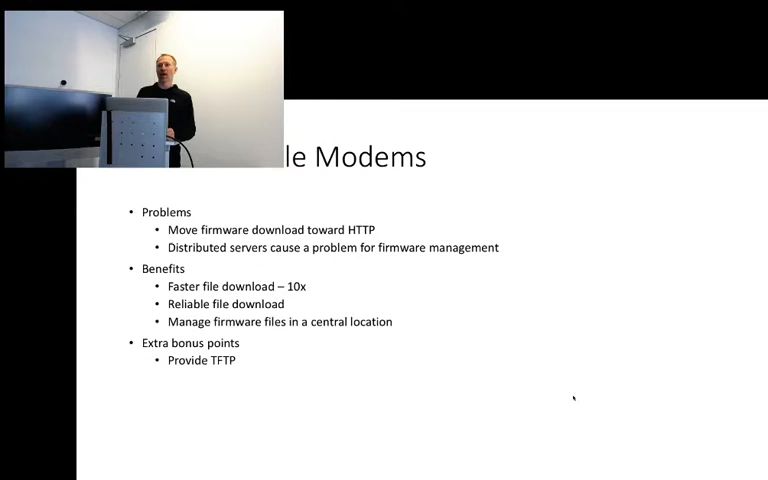 le Modems
• Problems
• Move firmware download toward HTTP
• Distributed servers cause a problem for firmware management
• Benefits
• Faster file download – 10x
• Reliable file download
• Manage firmware files in a central location
• Extra bonus points
• Provide TFTP